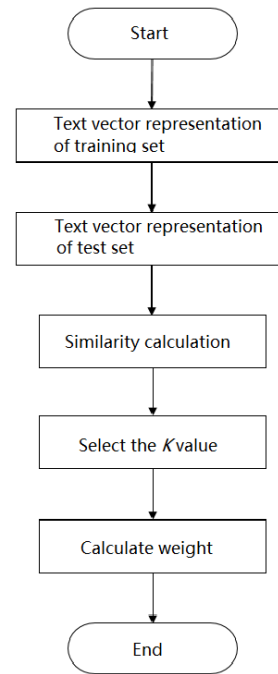 Start
Text vector representation
of training set
Text vector representation
of test set
Similarity calculation
Select the K value
Calculate weight
End